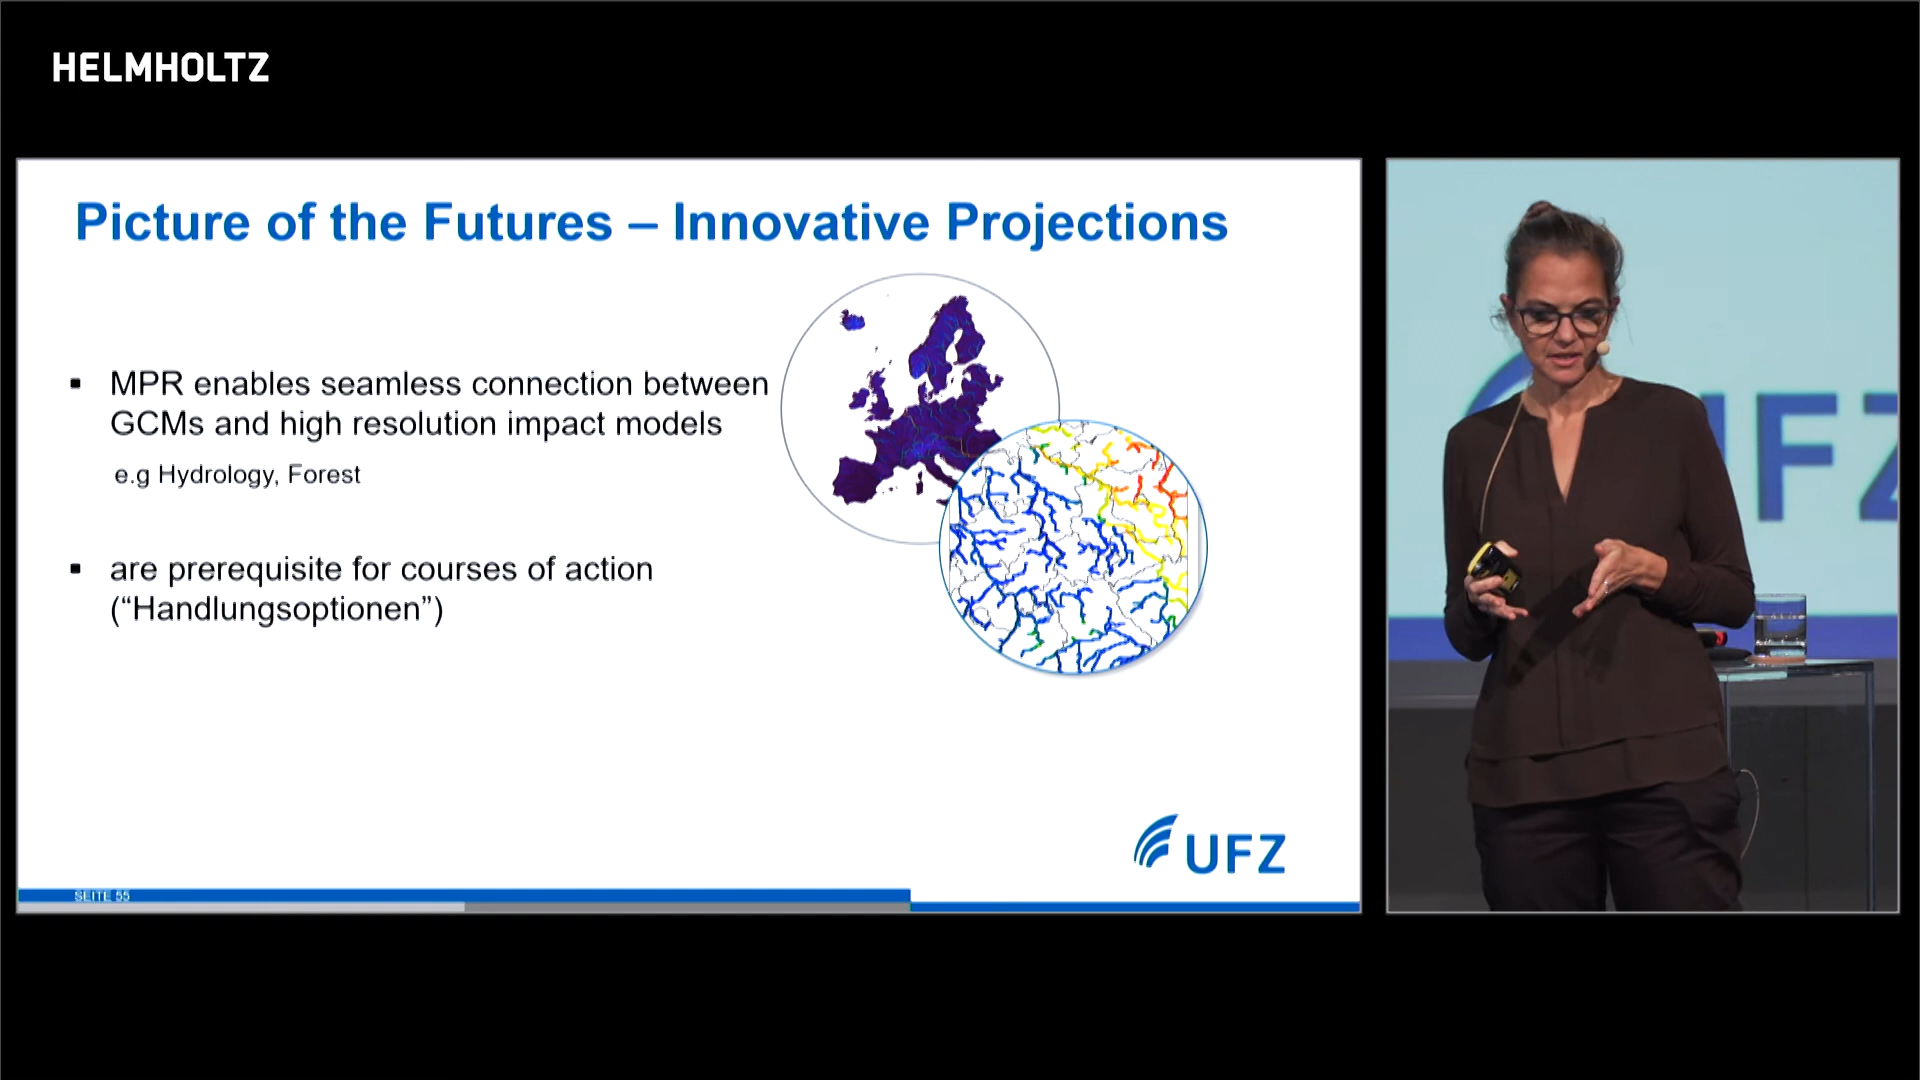 HELMHOLTZ
Picture of the Futures – Innovative Projections
▪ MPR enables seamless connection between
GCMs and high resolution impact models
e.g Hydrology, Forest
▪ are prerequisite for courses of action
(“Handlungsoptionen”)
UFZ
SEITE 55
UFZ